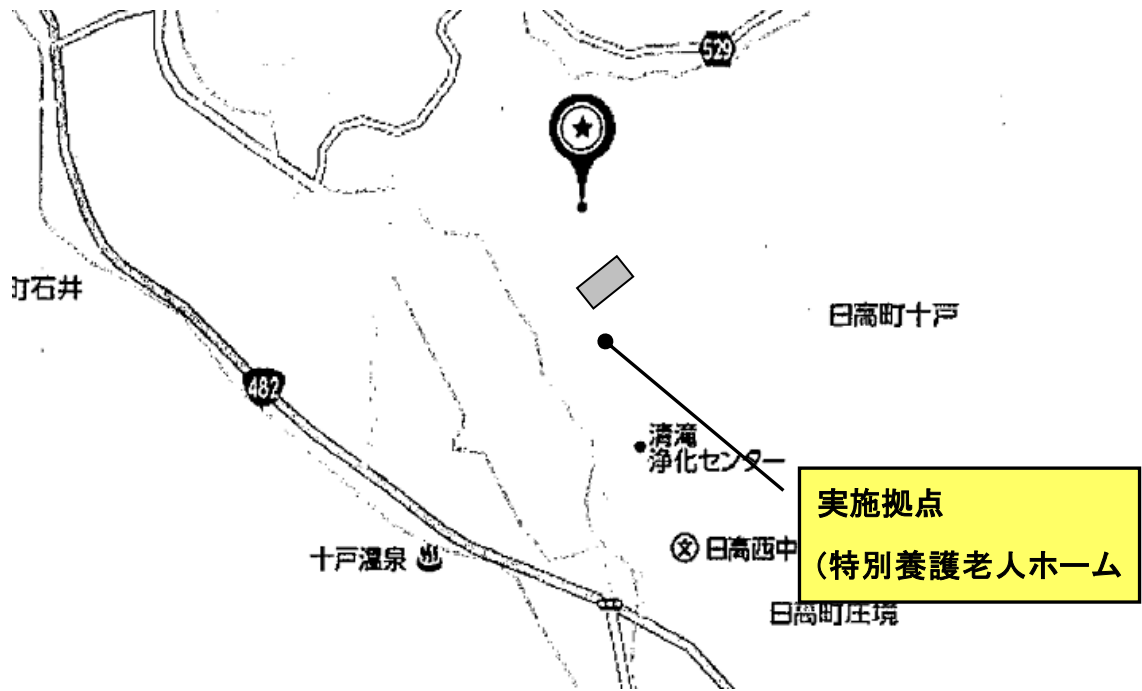 529
町石井
日高町十戸
482
清滝
浄化センター
実施拠点
(特別養護老人ホーム
十戸温泉
文 日高西中
日高町庄境